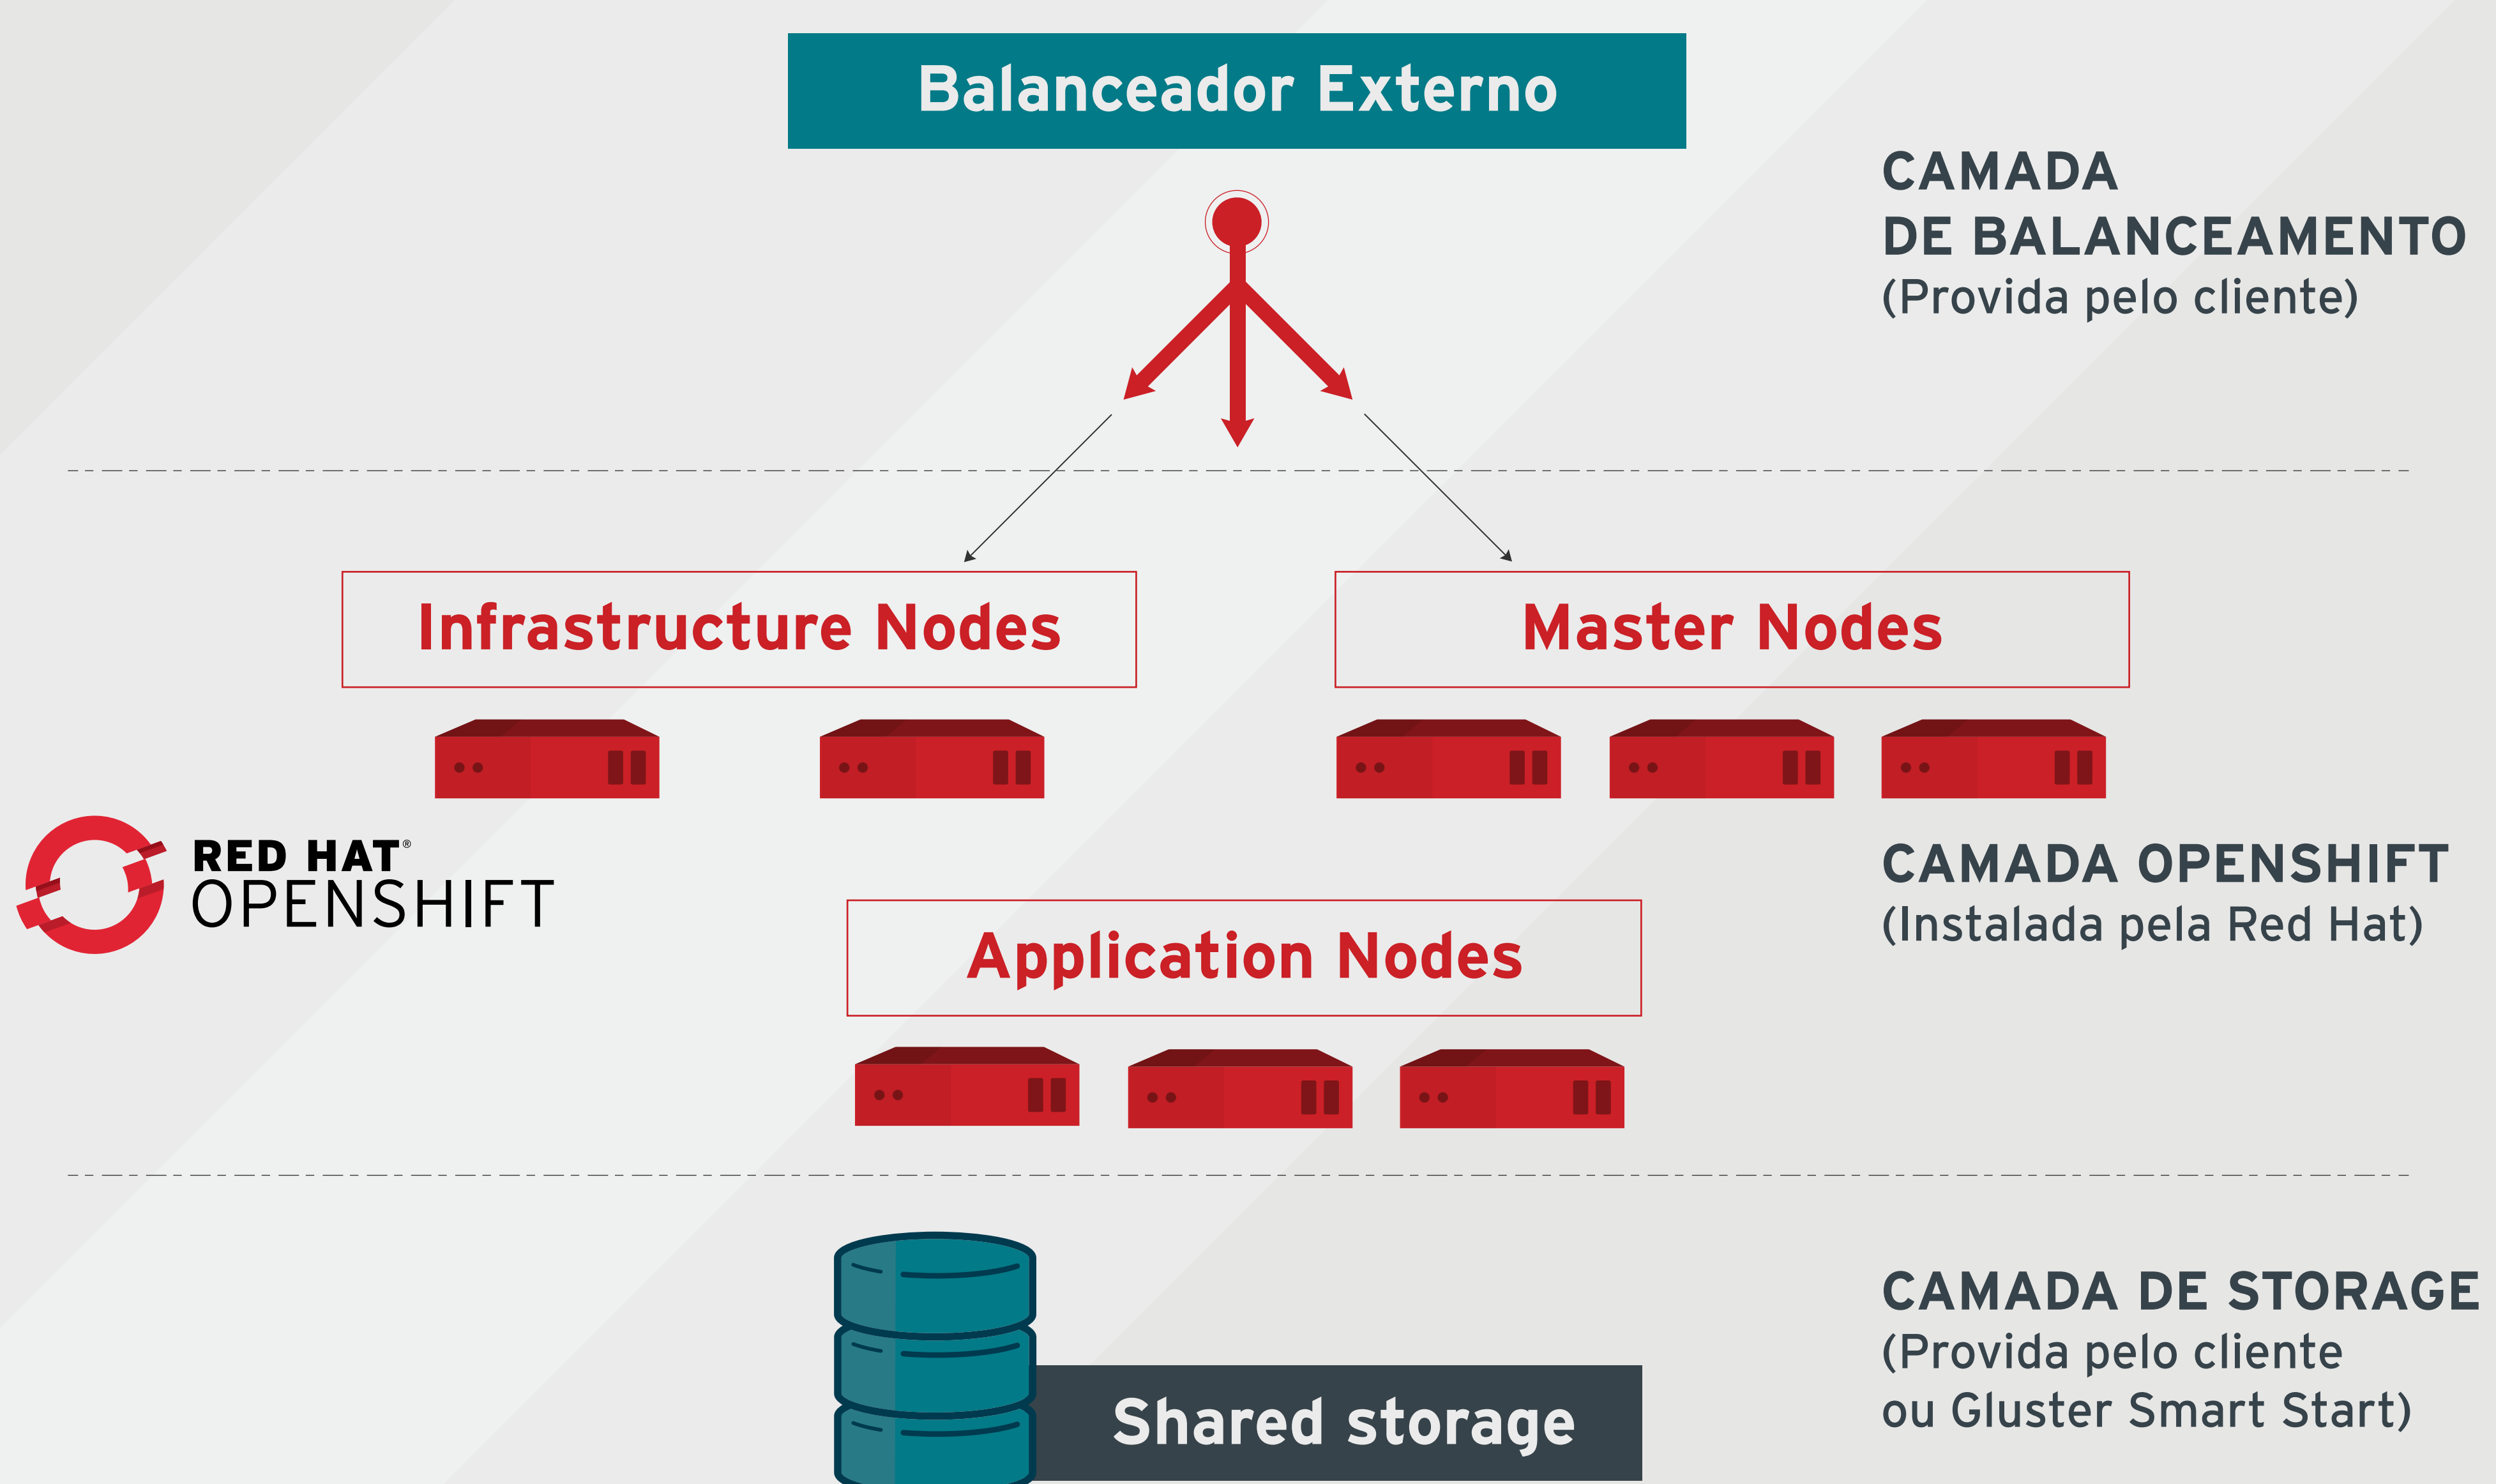 Balanceador Externo
CAMADA
DE BALANCEAMENTO
(Provida pelo cliente)
Infrastructure Nodes
Master Nodes
RED HAT®
OPENSHIFT
CAMADA OPENSHIFT
(Instalada pela Red Hat)
Application Nodes
CAMADA DE STORAGE
(Provida pelo cliente
ou Gluster Smart Start)
Shared storage